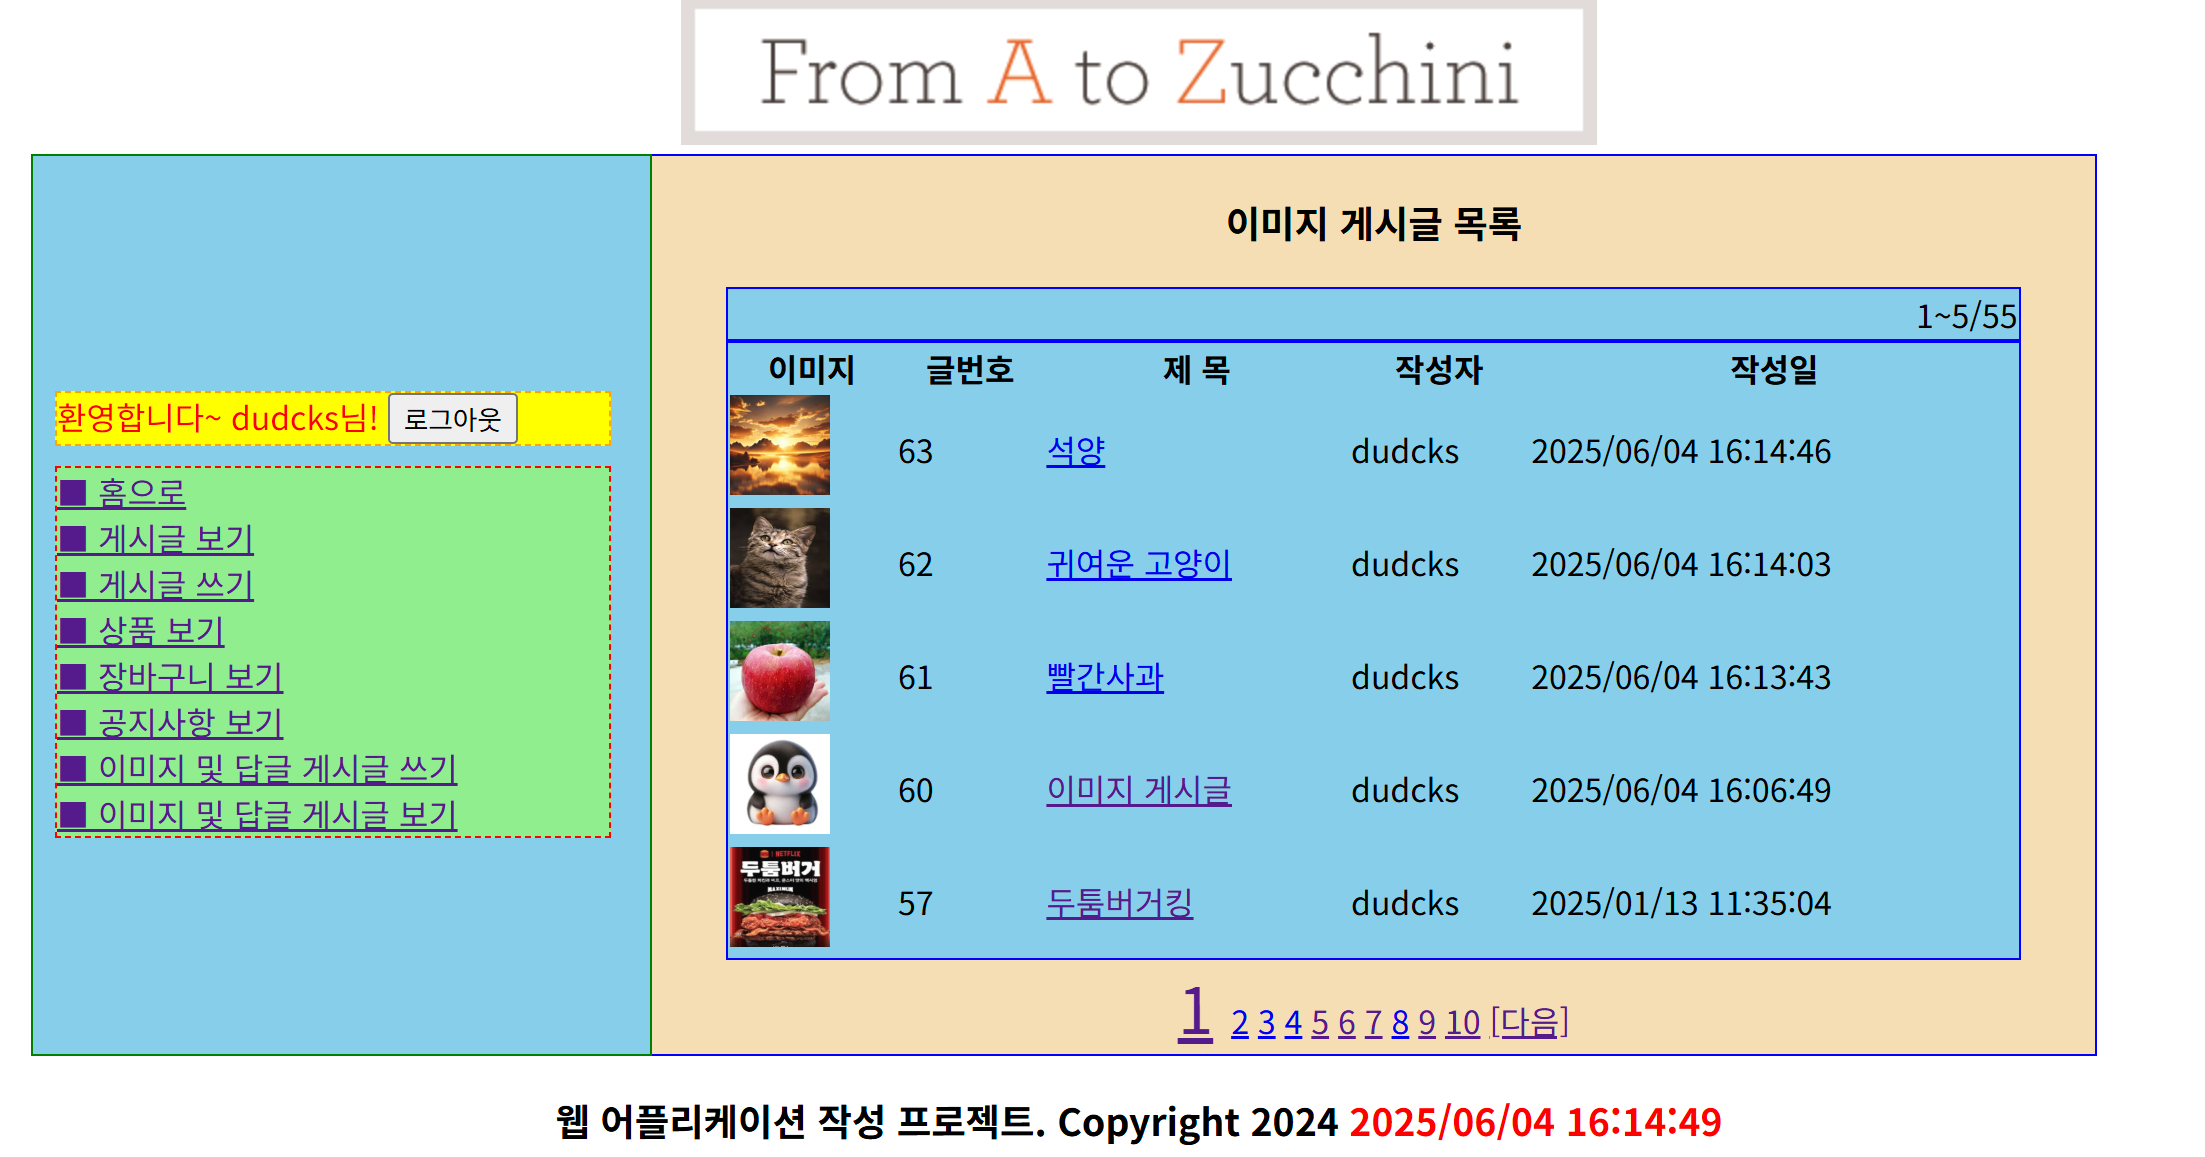 From A to Zucchini
환영합니다~ dudcks님! 로그아웃
■ 홈으로
■ 게시글 보기
■ 게시글 쓰기
■ 상품 보기
■ 장바구니 보기
■ 공지사항 보기
■ 이미지 및 답글 게시글 쓰기
■ 이미지 및 답글 게시글 보기
이미지 게시글 목록
1~5/55
이미지 글번호 제 목 작성자 작성일
63 석양 dudcks 2025/06/04 16:14:46
62 귀여운 고양이 dudcks 2025/06/04 16:14:03
61 빨간사과 dudcks 2025/06/04 16:13:43
60 이미지 게시글 dudcks 2025/06/04 16:06:49
NETFLIX
두툼버거
57 두툼버거킹 dudcks 2025/01/13 11:35:04
1 2 3 4 5 6 7 8 9 10 [다음]
웹 어플리케이션 작성 프로젝트. Copyright 2024 2025/06/04 16:14:49